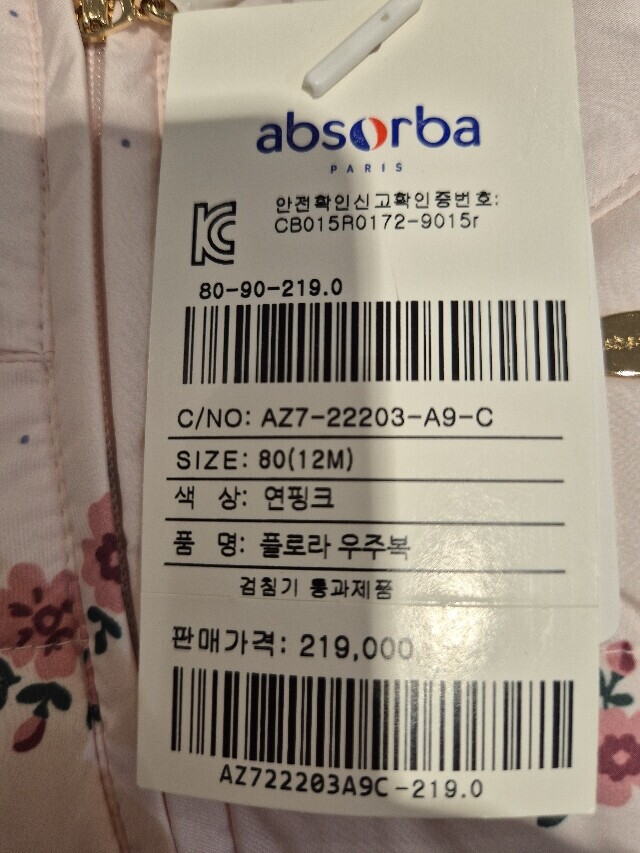 absorba
PARIS
안전확인신고확인증번호:
CB015R0172-9015r
80-90-219.0
C/NO: AZ7-22203-A9-C
SIZE: 80(12M)
색 상: 연핑크
품 명: 플로라 우주복
검침기 통과제품
판매가격: 219,000
AZ722203A9C-219.0